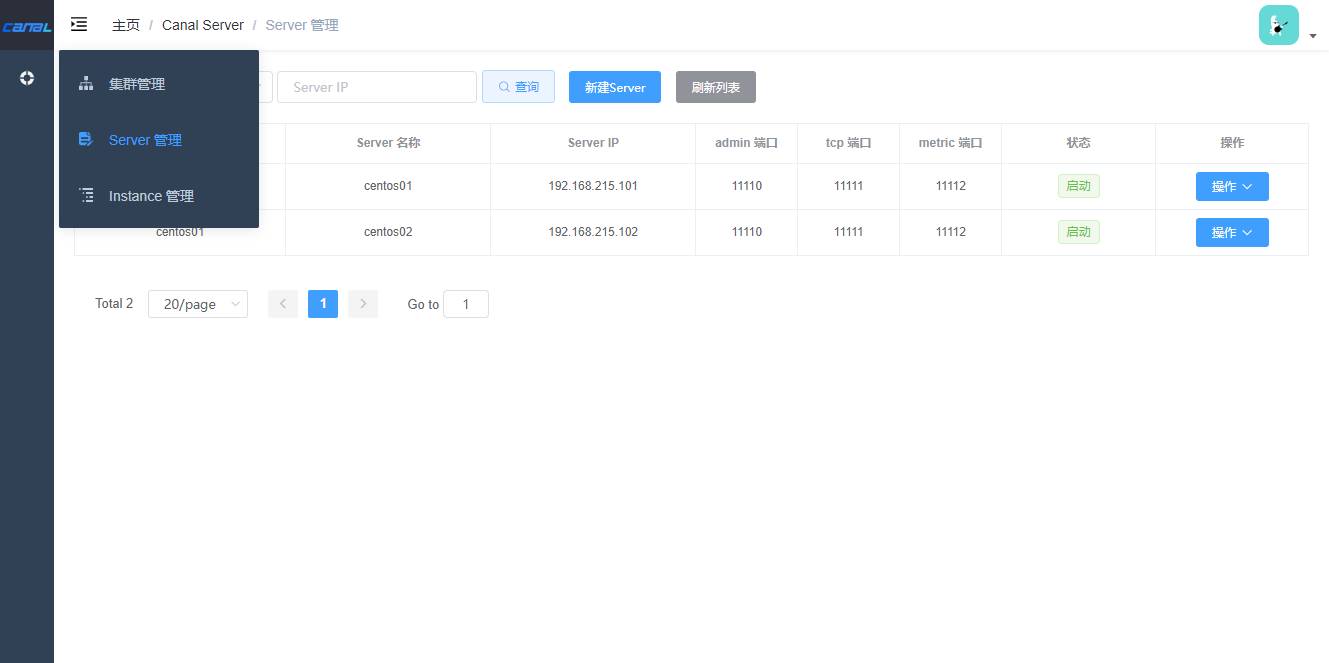 canal
主页 / Canal Server / Server 管理
集群管理
Server 管理
Instance 管理
Server IP
查询
新建Server
刷新列表
Server 名称 Server IP admin 端口 tcp 端口 metric 端口 状态 操作
centos01 192.168.215.101 11110 11111 11112 启动 操作
centos01 centos02 192.168.215.102 11110 11111 11112 启动 操作
Total 2 20/page 1 Go to 1